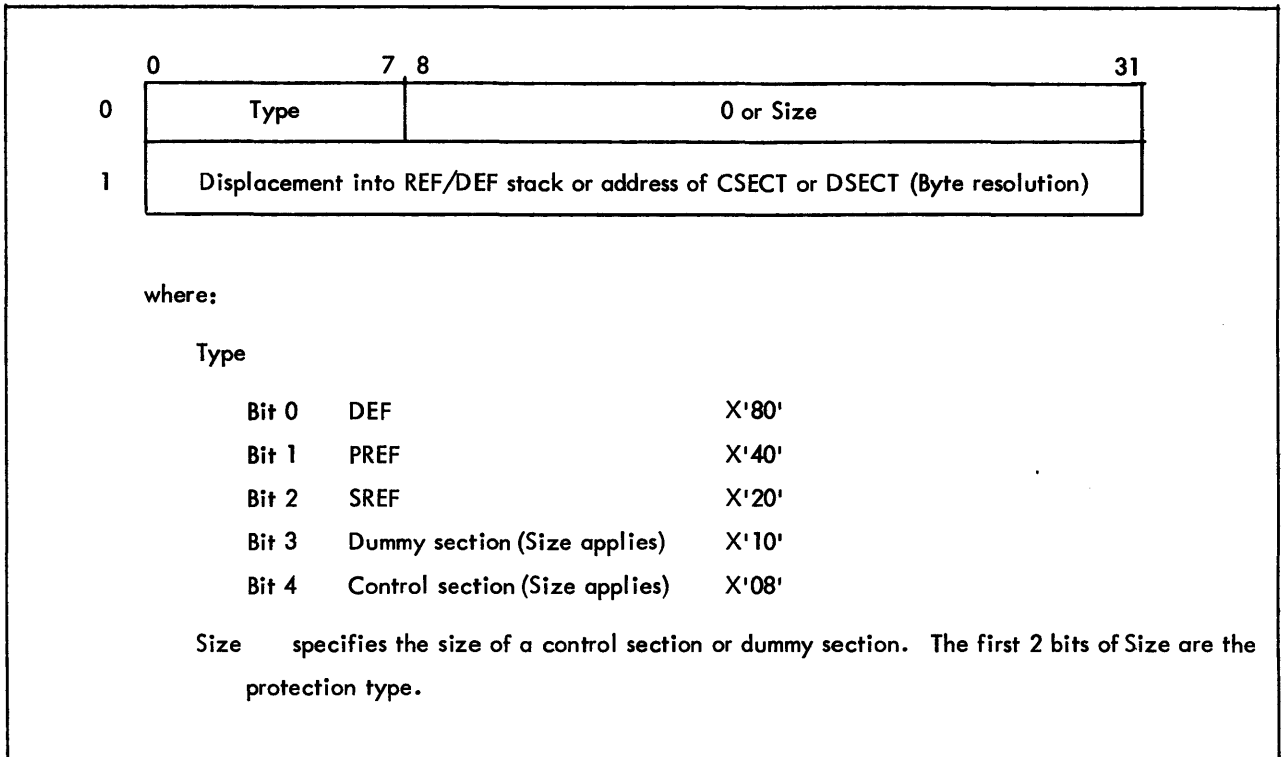 0 7 8 31
0 Type 0 or Size
1 Displacement into REF/DEF stack or address of CSECT or DSECT (Byte resolution)
where:
Type
Bit 0 DEF X'80'
Bit 1 PREF X'40'
Bit 2 SREF X'20'
Bit 3 Dummy section (Size applies) X'10'
Bit 4 Control section (Size applies) X'08'
Size specifies the size of a control section or dummy section. The first 2 bits of Size are the
protection type.